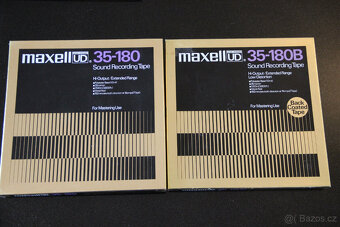 maxell UD 35-180
Sound Recording Tape
Hi-Output / Extended Range
For Mastering Use
maxell UD 35-180B
Sound Recording Tape
Hi-Output / Extended Range
Low Distortion
Back
Coated
Tape
For Mastering Use
Bazos.cz